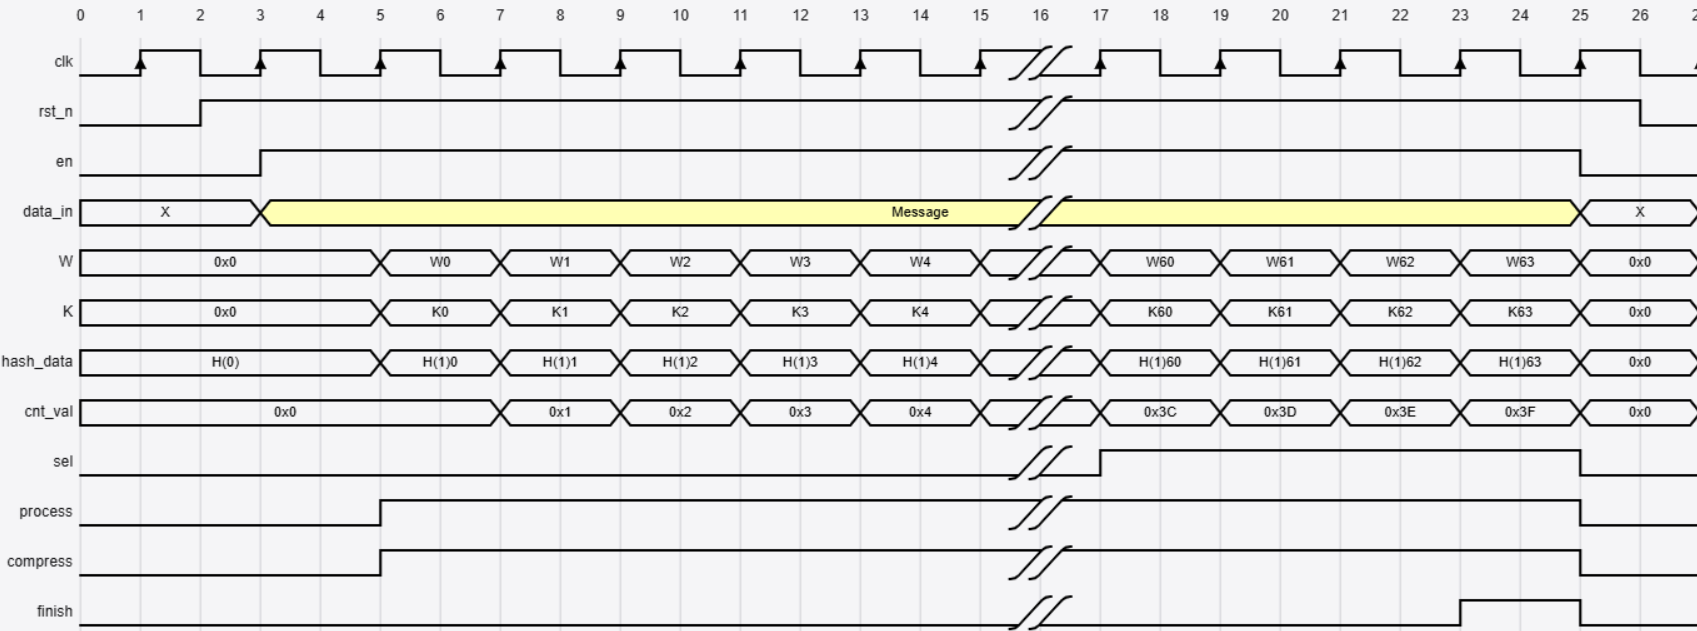 0 1 2 3 4 5 6 7 8 9 10 11 12 13 14 15 16 17 18 19 20 21 22 23 24 25 26
clk
rst_n
en
data_in X Message X
W 0x0 W0 W1 W2 W3 W4 W60 W61 W62 W63 0x0
K 0x0 K0 K1 K2 K3 K4 K60 K61 K62 K63 0x0
hash_data H(0) H(1)0 H(1)1 H(1)2 H(1)3 H(1)4 H(1)60 H(1)61 H(1)62 H(1)63 0x0
cnt_val 0x0 0x1 0x2 0x3 0x4 0x3C 0x3D 0x3E 0x3F 0x0
sel
process
compress
finish